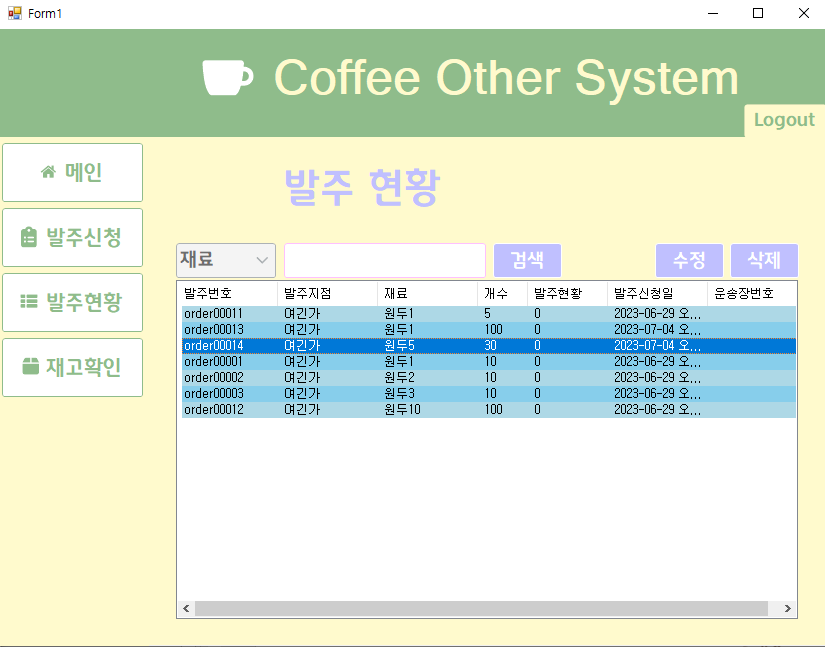 Form1
Coffee Other System
Logout
메인
발주신청
발주현황
재고확인
발주 현황
재료 검색 수정 삭제
발주번호 발주지점 재료 개수 발주현황 발주신청일 운송장번호
order00011 여긴가 원두1 5 0 2023-06-29 오...
order00013 여긴가 원두1 100 0 2023-07-04 오...
order00014 여긴가 원두5 30 0 2023-07-04 오...
order00001 여긴가 원두1 10 0 2023-06-29 오...
order00002 여긴가 원두2 10 0 2023-06-29 오...
order00003 여긴가 원두3 10 0 2023-06-29 오...
order00012 여긴가 원두10 100 0 2023-06-29 오...